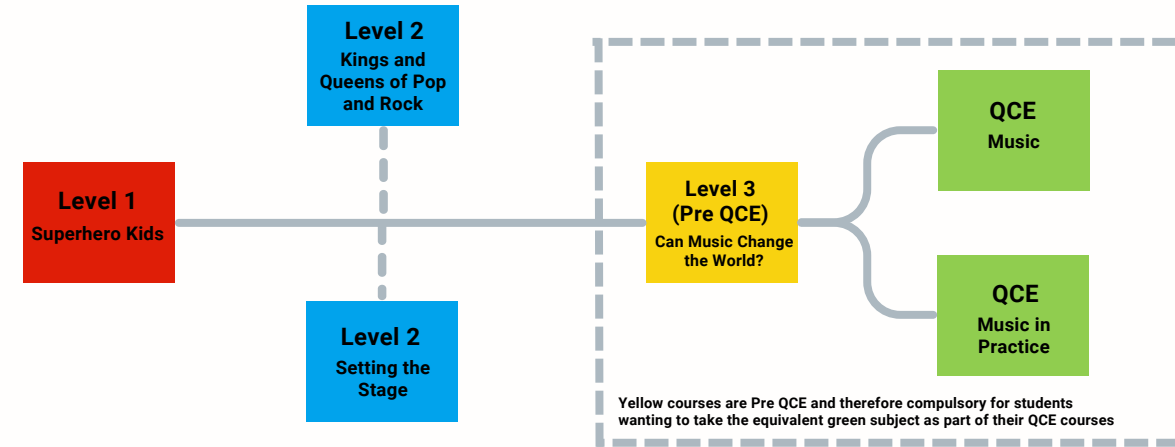 Level 1
Superhero Kids
Level 2
Kings and
Queens of Pop
and Rock
Level 2
Setting the
Stage
Level 3
(Pre QCE)
Can Music Change
the World?
QCE
Music
QCE
Music in
Practice
Yellow courses are Pre QCE and therefore compulsory for students
wanting to take the equivalent green subject as part of their QCE courses